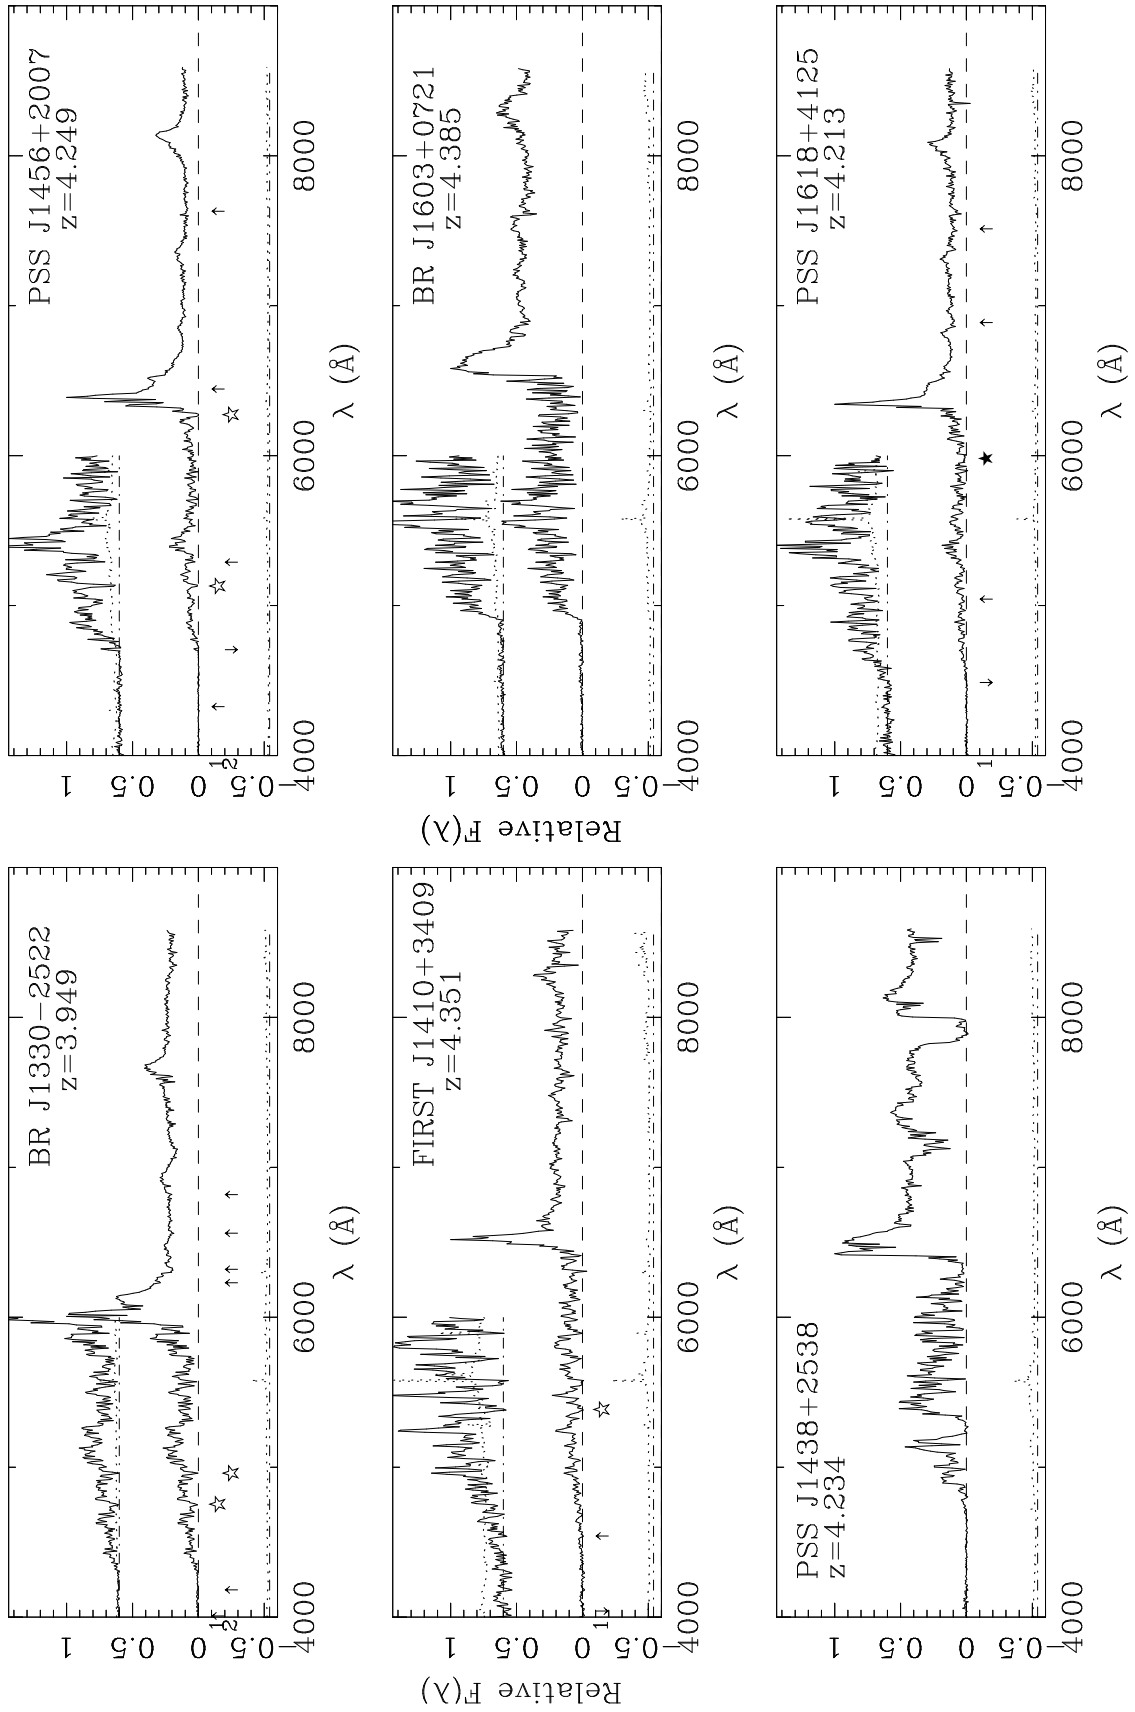 BR J1330-2522
z=3.949
1
0.5
0
-0.5
1
2
4000
6000
8000
λ (Å)
FIRST J1410+3409
z=4.351
1
0.5
0
-0.5
1
4000
6000
8000
λ (Å)
Relative F(λ)
PSS J1438+2538
z=4.234
1
0.5
0
-0.5
4000
6000
8000
λ (Å)
PSS J1456+2007
z=4.249
1
0.5
0
-0.5
1
2
4000
6000
8000
λ (Å)
BR J1603+0721
z=4.385
1
0.5
0
-0.5
4000
6000
8000
λ (Å)
Relative F(λ)
PSS J1618+4125
z=4.213
1
0.5
0
-0.5
1
4000
6000
8000
λ (Å)